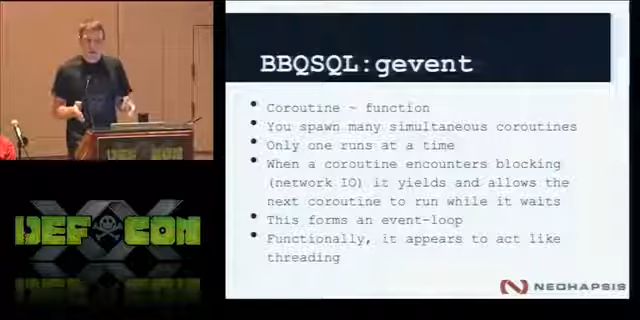 BBQSQL:gevent
Coroutine ~ function
You spawn many simultaneous coroutines
Only one runs at a time
When a coroutine encounters blocking
(network IO) it yields and allows the
next coroutine to run while it waits
This forms an event-loop
Functionally, it appears to act like
threading
DEF CON
XX
NEOHAPSIS